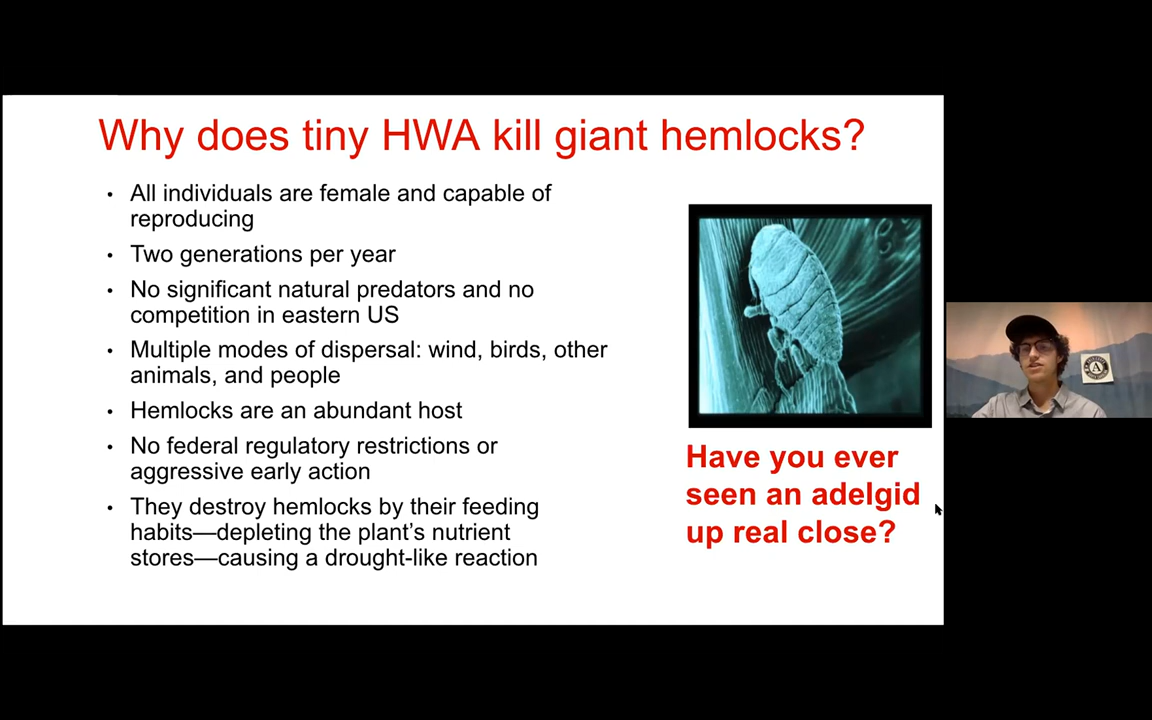 Why does tiny HWA kill giant hemlocks?
• All individuals are female and capable of
reproducing
• Two generations per year
• No significant natural predators and no
competition in eastern US
• Multiple modes of dispersal: wind, birds, other
animals, and people
• Hemlocks are an abundant host
• No federal regulatory restrictions or
aggressive early action
• They destroy hemlocks by their feeding
habits—depleting the plant’s nutrient
stores—causing a drought-like reaction
Have you ever
seen an adelgid
up real close?
A